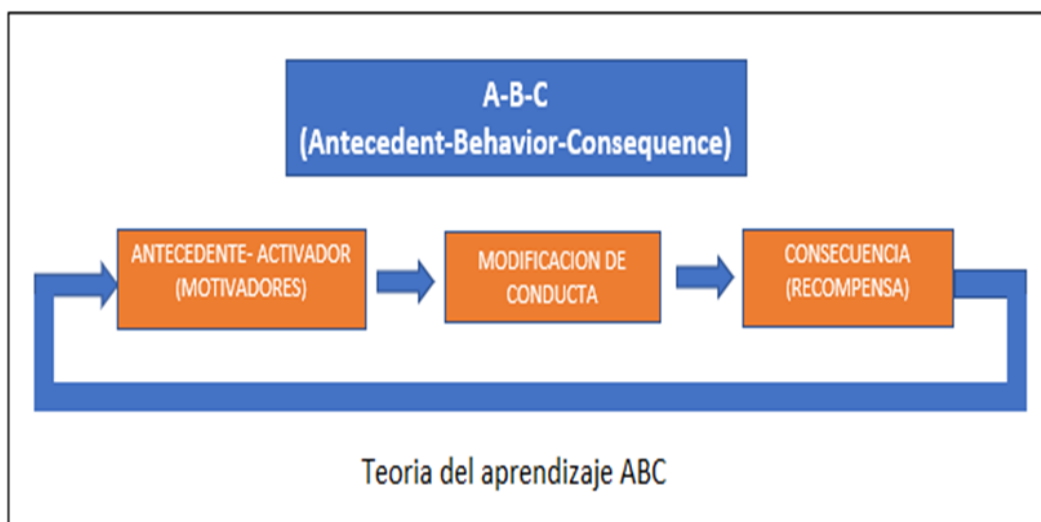 A-B-C
(Antecedent-Behavior-Consequence)
ANTECEDENTE- ACTIVADOR
(MOTIVADORES)
MODIFICACION DE
CONDUCTA
CONSECUENCIA
(RECOMPENSA)
Teoria del aprendizaje ABC